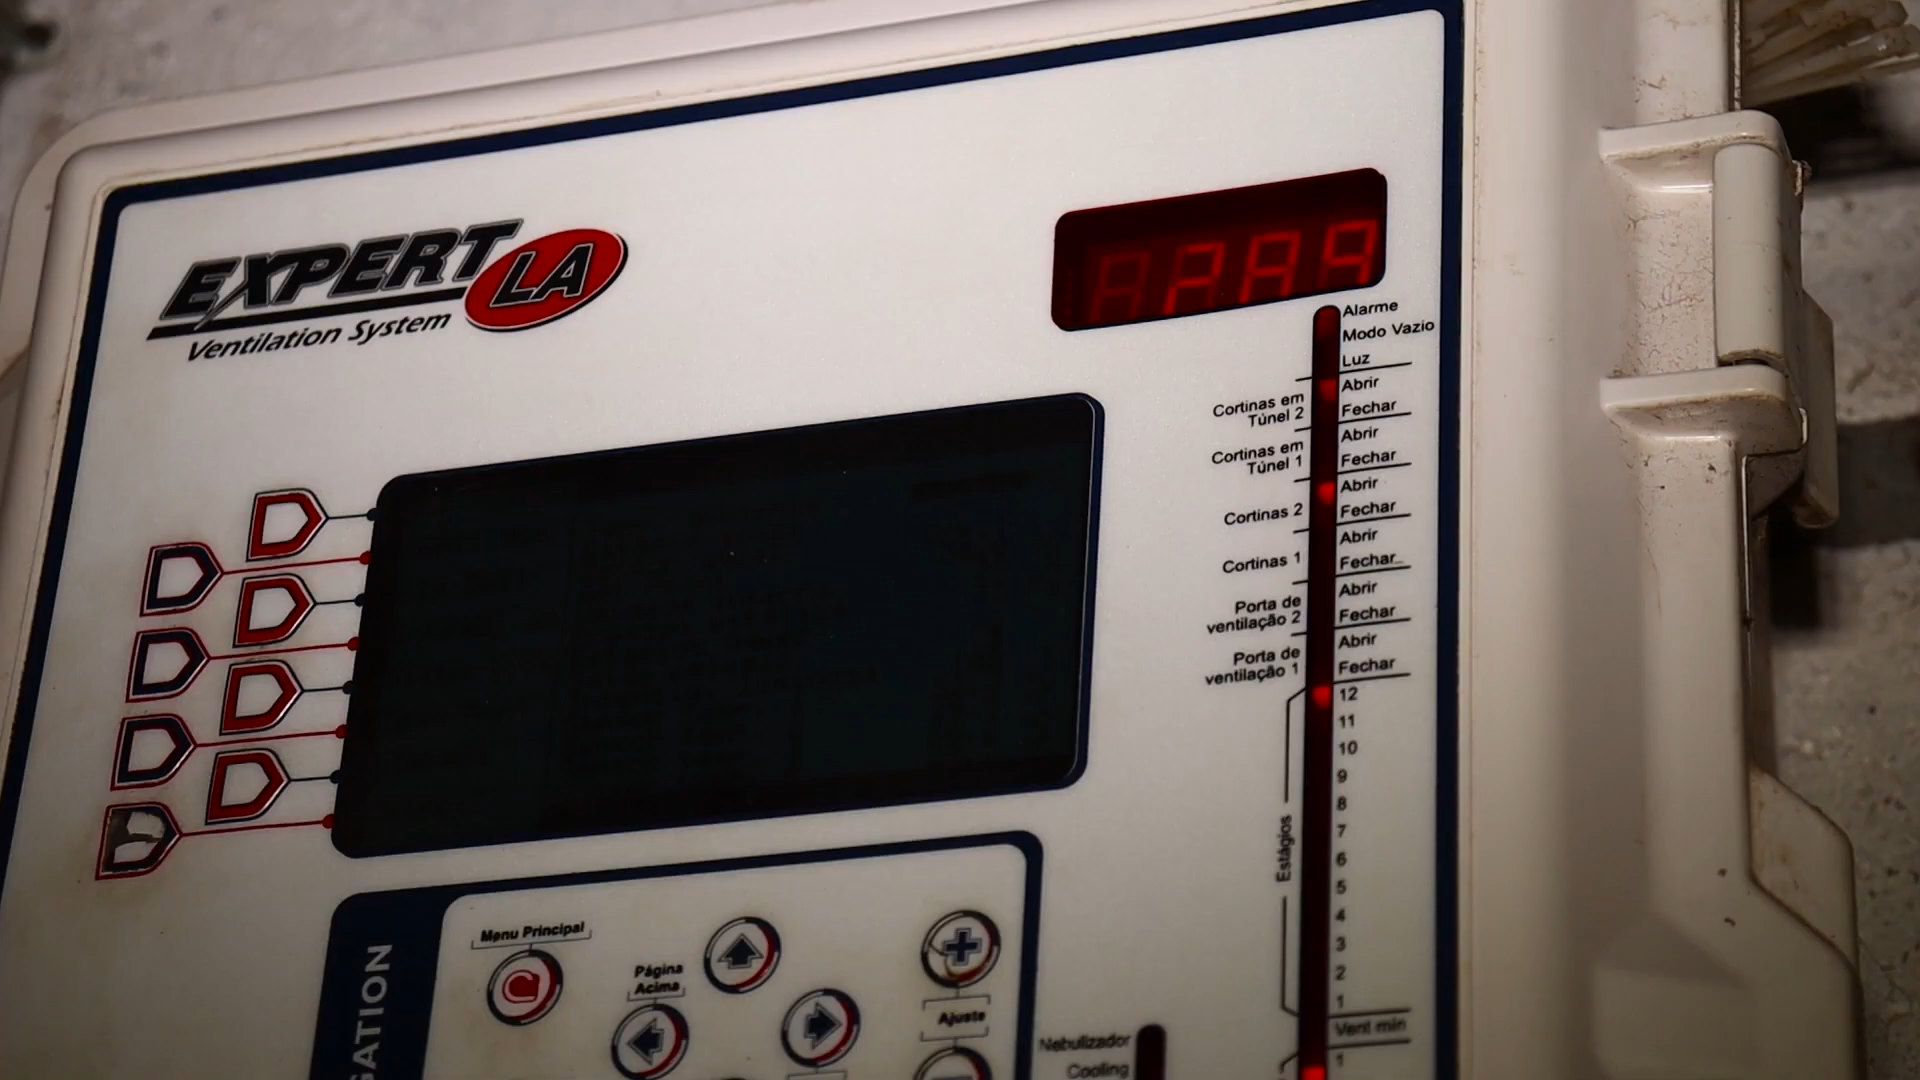 EXPERT LA
Ventilation System
Alarme
Modo Vazio
Luz
Cortinas em
Túnel 2
Abrir
Fechar
Cortinas em
Túnel 1
Abrir
Fechar
Cortinas 2
Abrir
Fechar
Cortinas 1
Abrir
Fechar
Porta de
ventilação 2
Abrir
Fechar
Porta de
ventilação 1
Abrir
Fechar
Estágios
12
11
10
9
8
7
6
5
4
3
2
1
Vent min
1
Menu Principal
Página
Acima
Ajuste
Nebulizador
Cooling